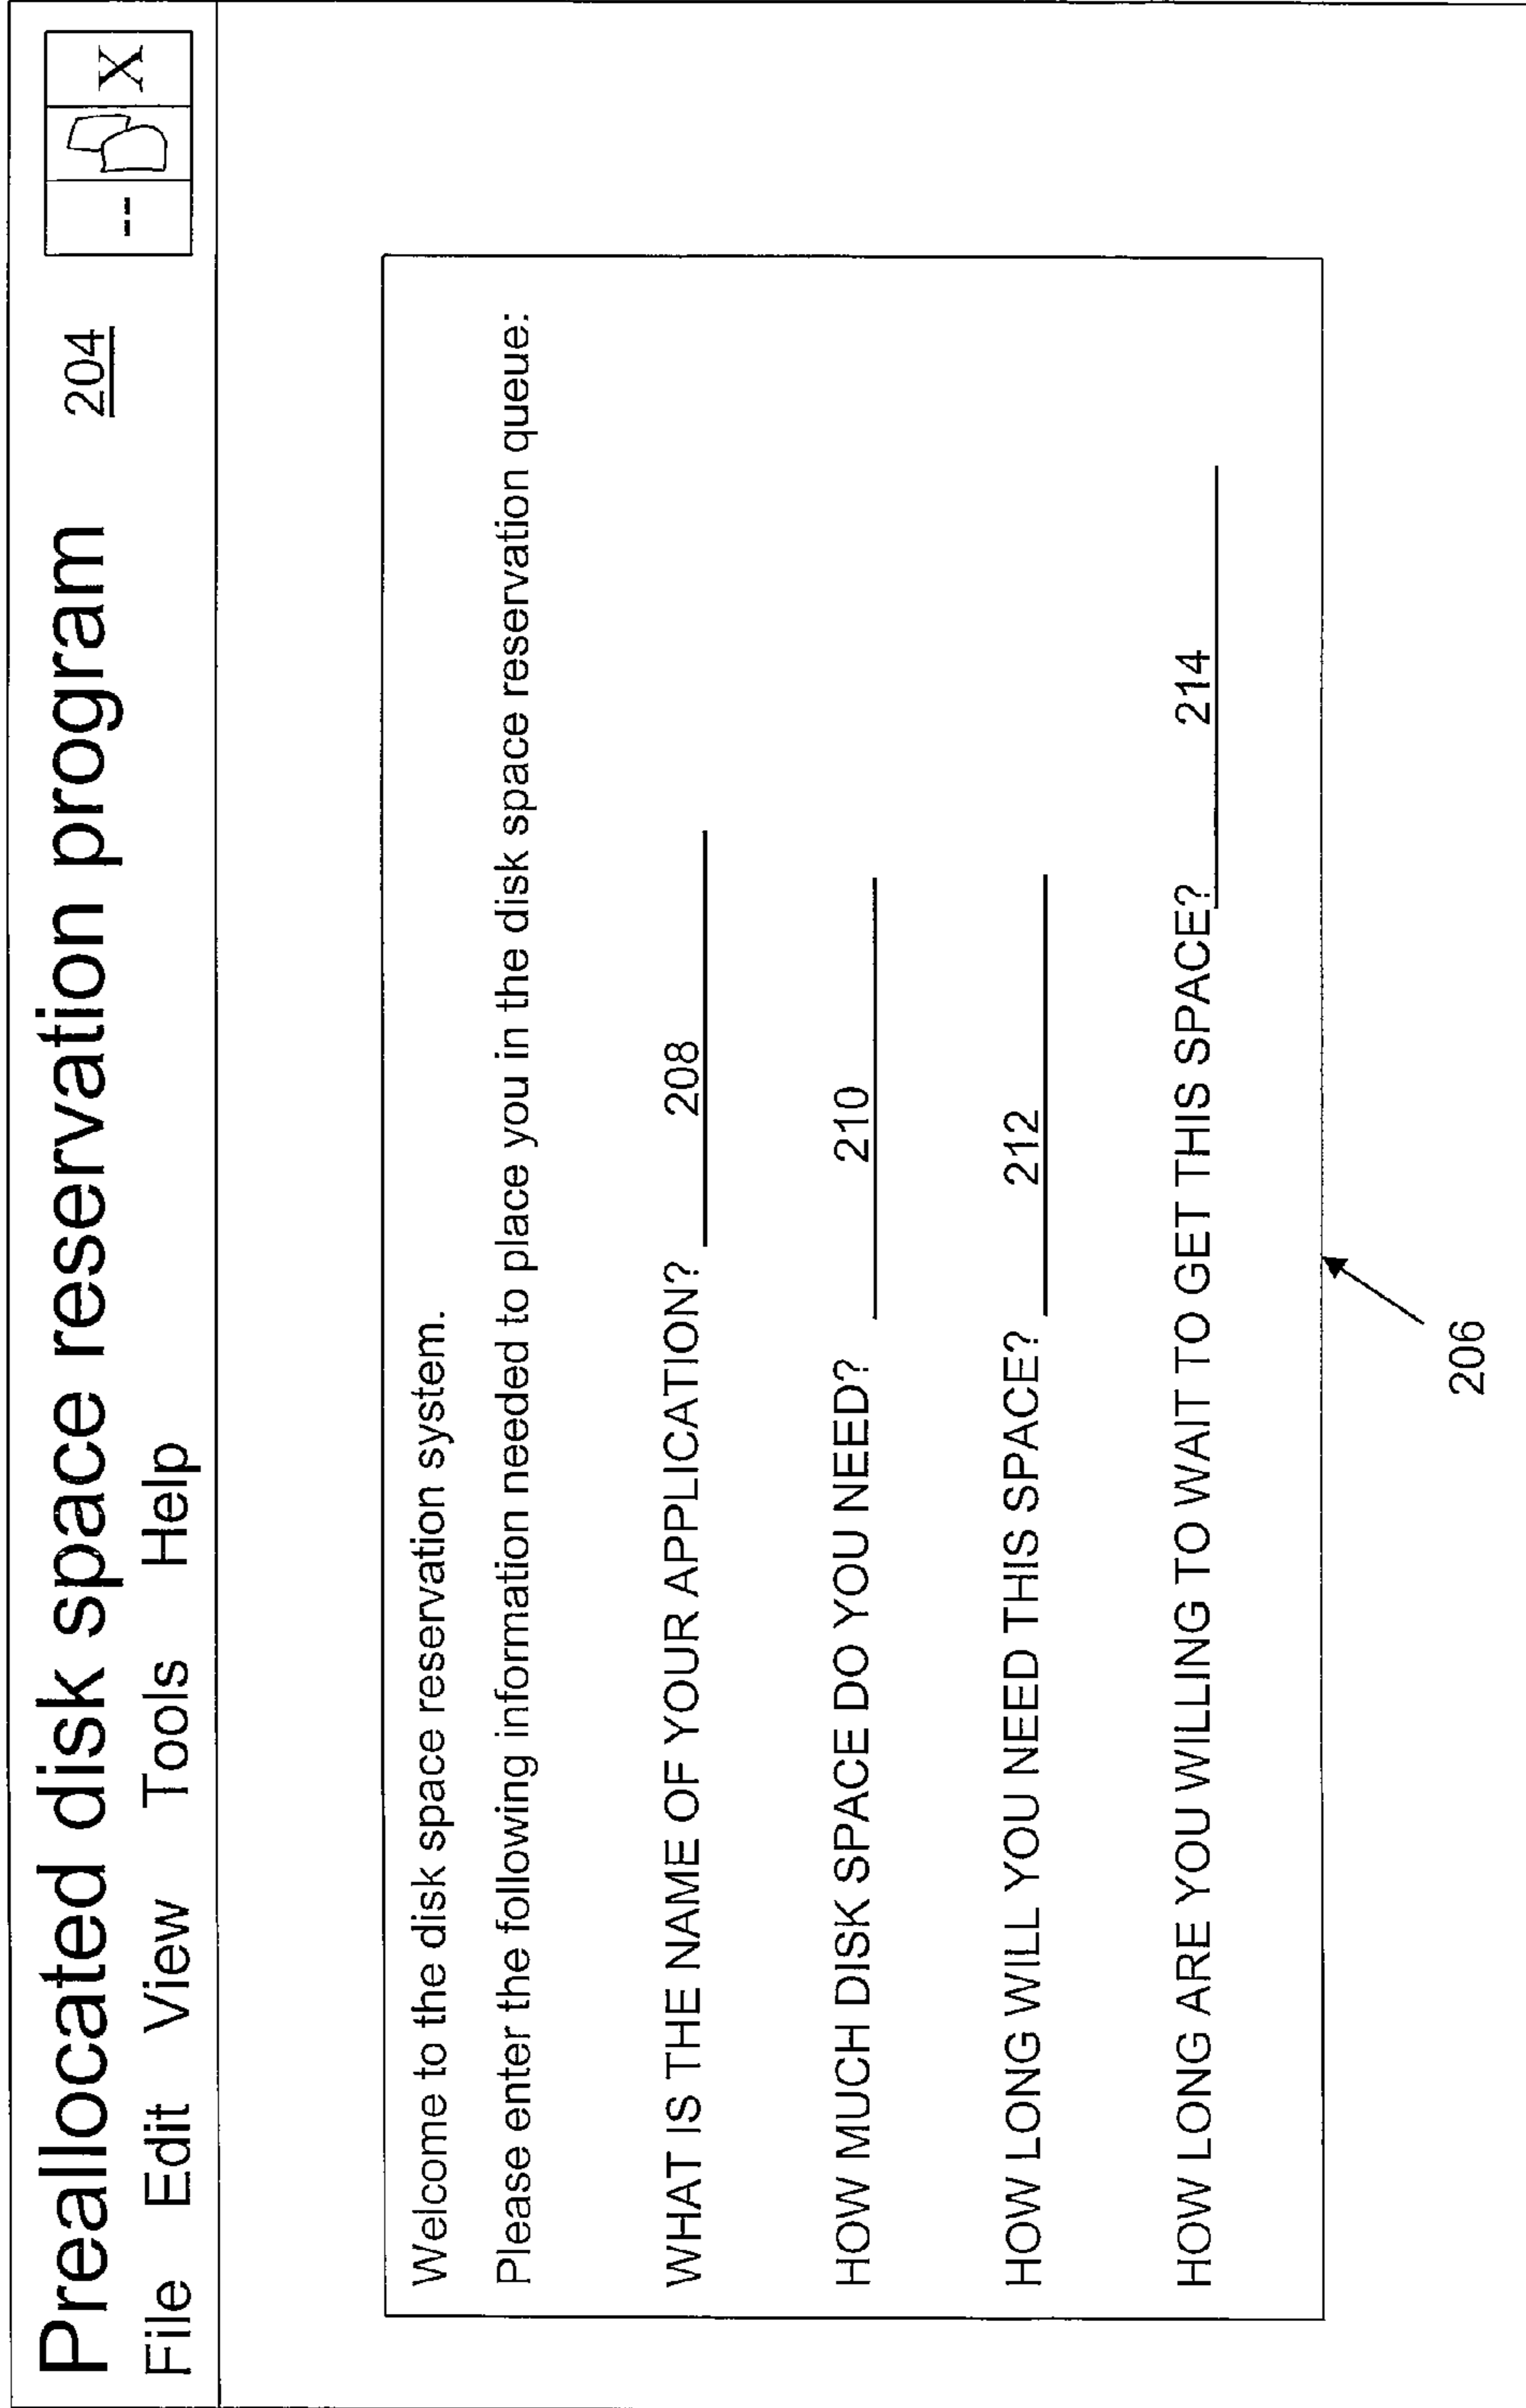 Preallocated disk space reservation program 204
-- X
File Edit View Tools Help
Welcome to the disk space reservation system.
Please enter the following information needed to place you in the disk space reservation queue:
WHAT IS THE NAME OF YOUR APPLICATION? 208
HOW MUCH DISK SPACE DO YOU NEED? 210
HOW LONG WILL YOU NEED THIS SPACE? 212
HOW LONG ARE YOU WILLING TO WAIT TO GET THIS SPACE? 214
206